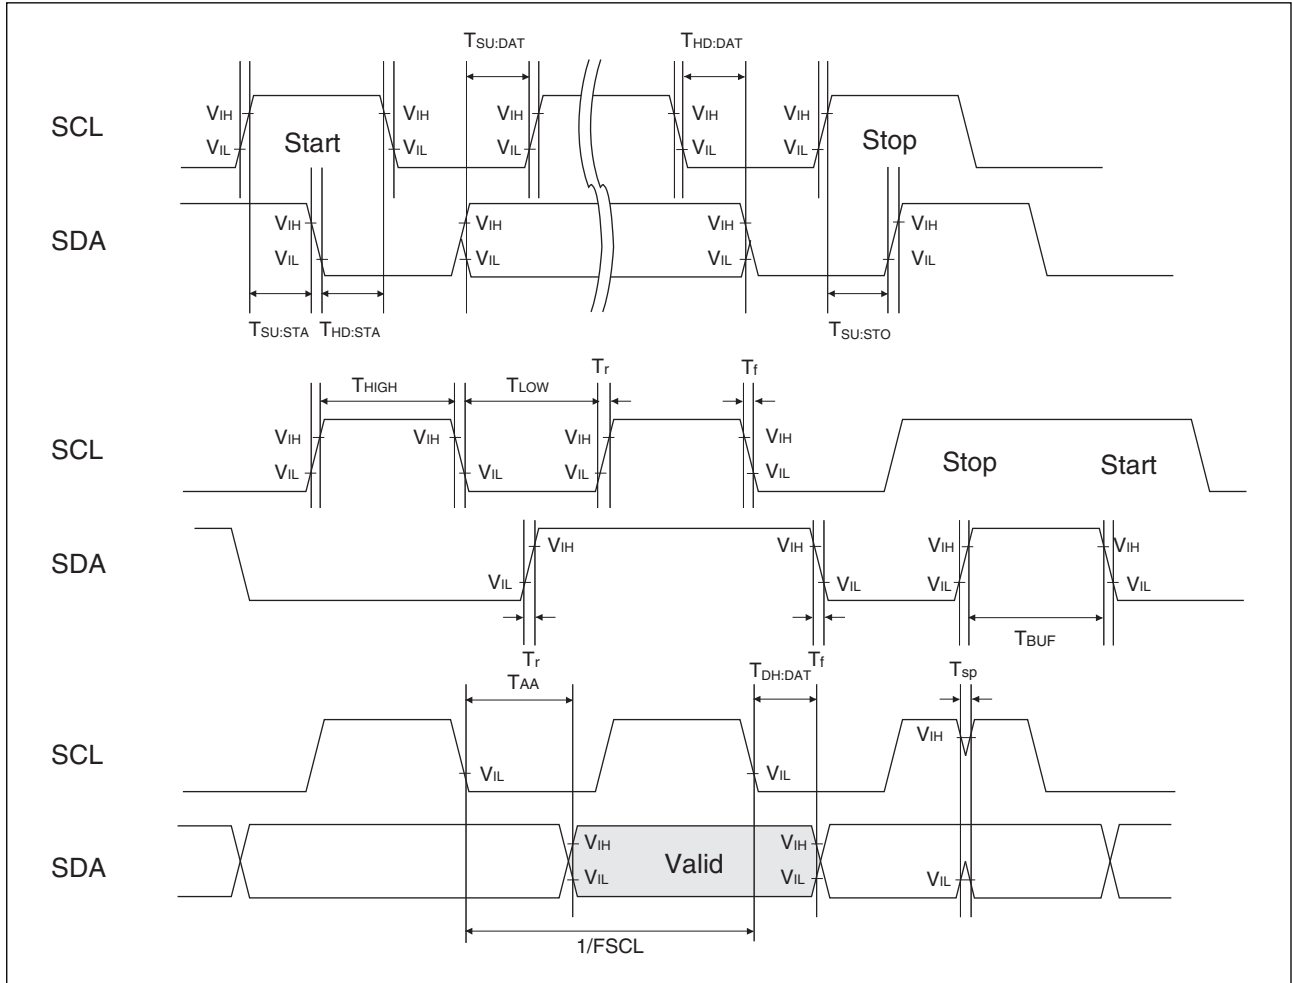 TSU:DAT THD:DAT
SCL VIH VIH VIH VIH VIH
Start Stop
VIL VIL VIL VIL VIL
SDA VIH VIH VIH VIH
VIL VIL VIL VIL
TSU:STA THD:STA TSU:STO
THIGH TLOW Tr Tf
SCL VIH VIH VIH VIH
Stop Start
VIL VIL VIL VIL
SDA VIH VIH VIH VIH
VIL VIL VIL VIL
TBUF
Tr Tf
TAA TDH:DAT Tsp
SCL VIH
VIL VIL
SDA VIH Valid VIH
VIL VIL VIL
1/FSCL